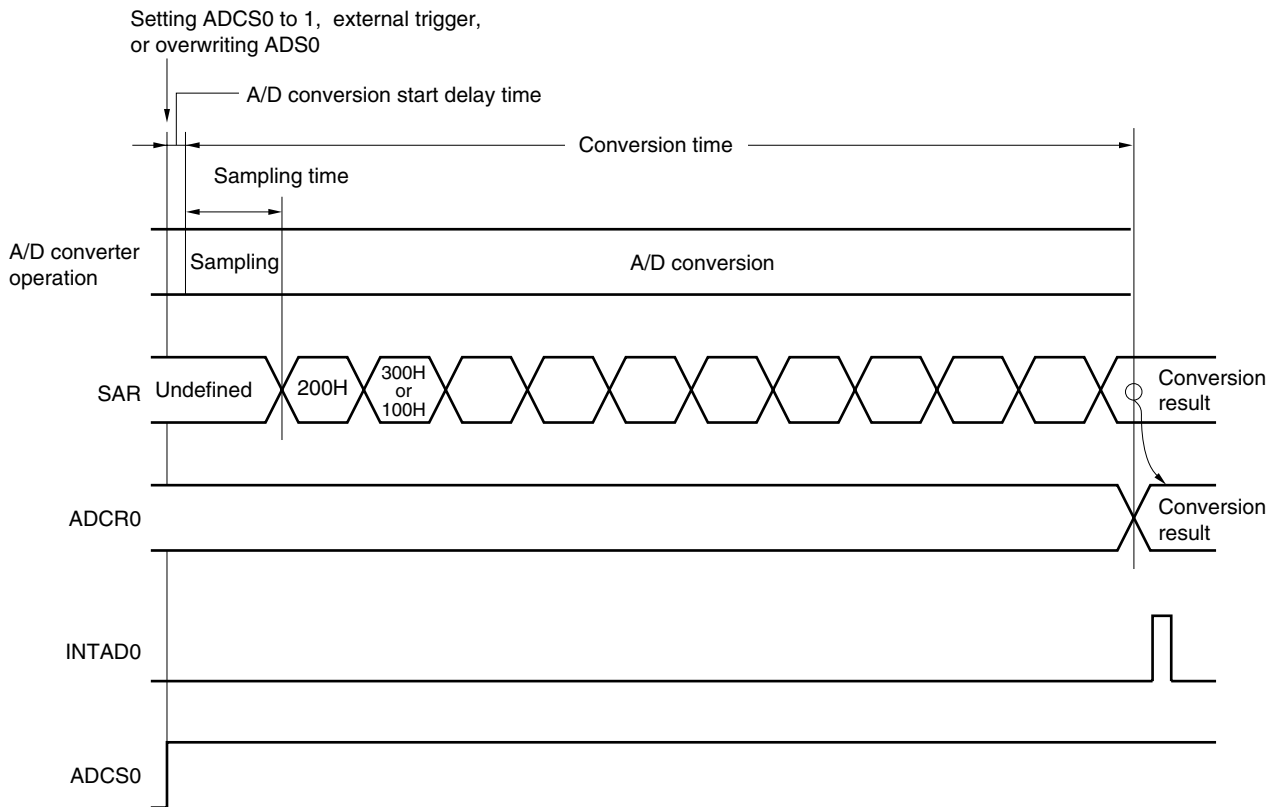 Setting ADCS0 to 1, external trigger,
or overwriting ADS0
A/D conversion start delay time
Conversion time
Sampling time
A/D converter
operation
Sampling
A/D conversion
SAR
Undefined
200H
300H
or
100H
Conversion
result
ADCR0
Conversion
result
INTAD0
ADCS0